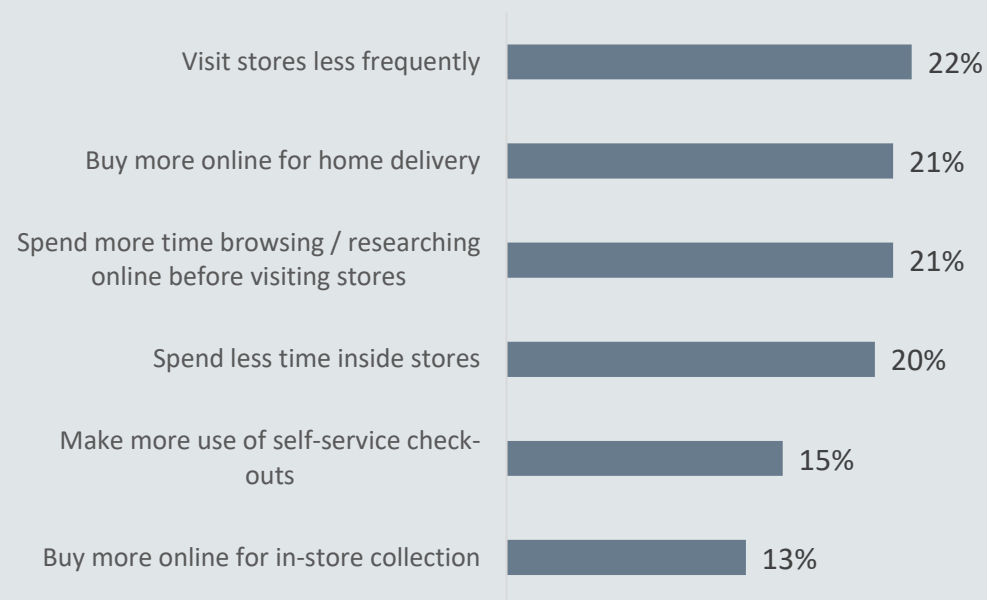 Visit stores less frequently
22%
Buy more online for home delivery
21%
Spend more time browsing / researching
online before visiting stores
21%
Spend less time inside stores
20%
Make more use of self-service check-
outs
15%
Buy more online for in-store collection
13%